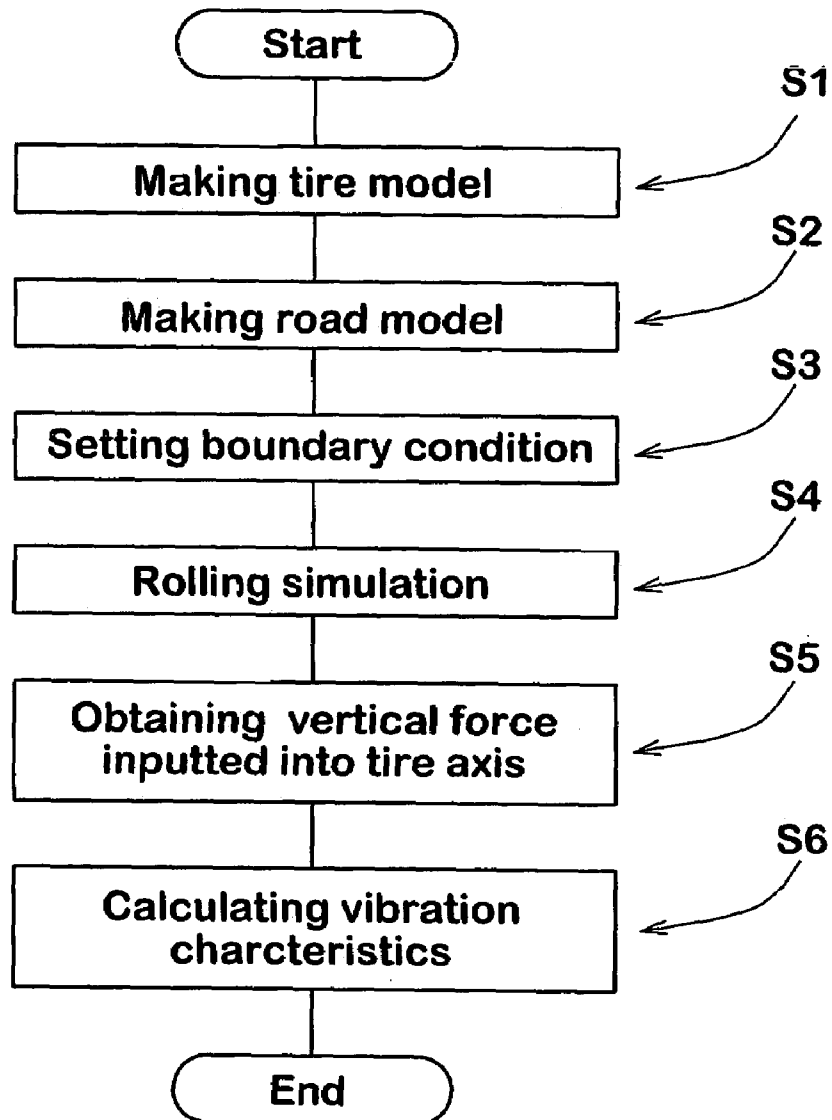 Start
S1
Making tire model
S2
Making road model
S3
Setting boundary condition
S4
Rolling simulation
S5
Obtaining vertical force
inputted into tire axis
S6
Calculating vibration
charcteristics
End